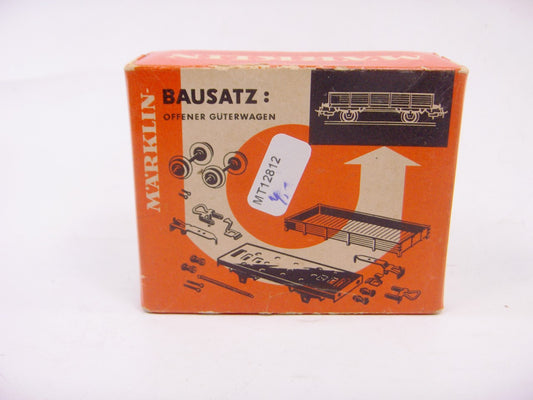 MÄRKLIN
MÄRKLIN-
BAUSATZ:
OFFENER GÜTERWAGEN
MT12812